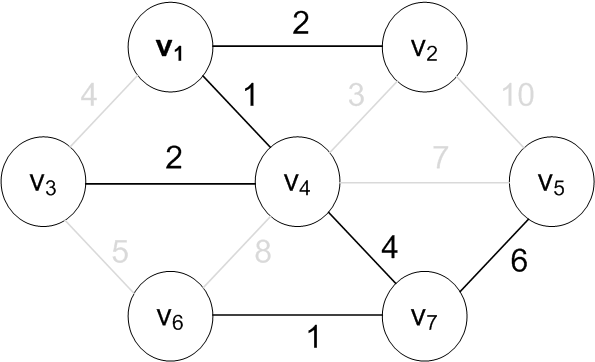 2
v₁ v₂
4 1 3 10
2 7
v₃ v₄ v₅
5 8 4 6
v₆ v₇
1